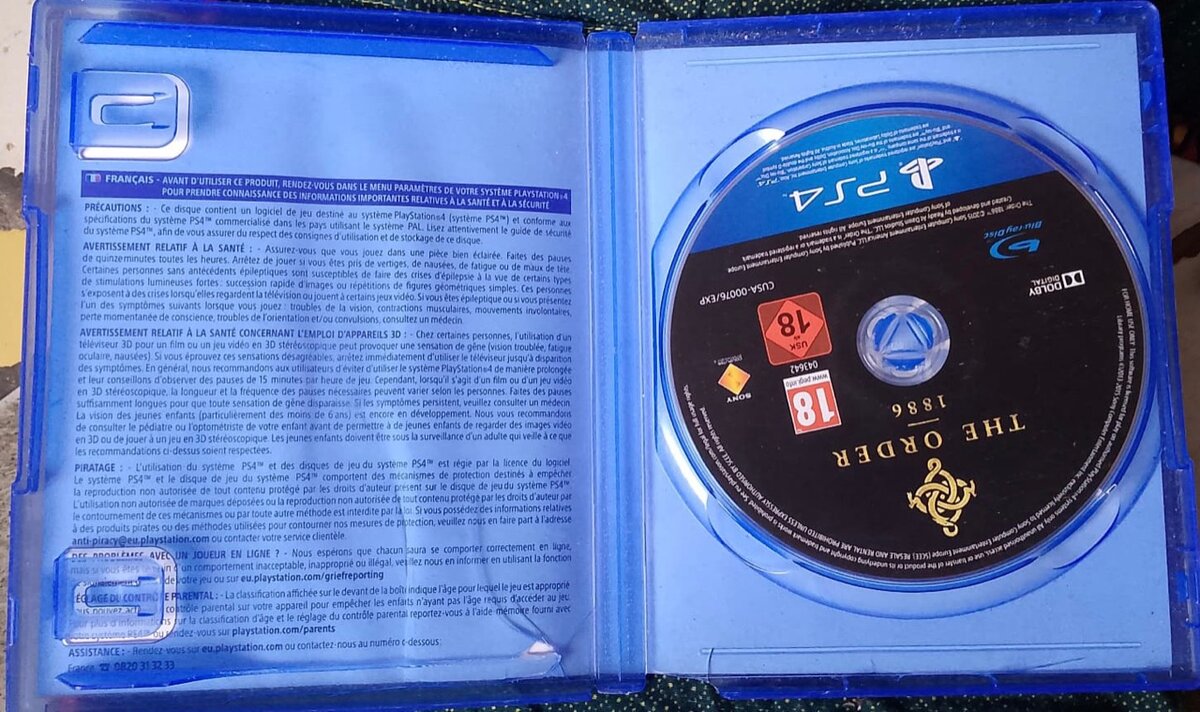 FRANÇAIS - AVANT D'UTILISER CE PRODUIT, RENDEZ-VOUS DANS LE MENU PARAMÈTRES DE VOTRE SYSTÈME PLAYSTATION®4
POUR PRENDRE CONNAISSANCE DES INFORMATIONS IMPORTANTES RELATIVES À LA SANTÉ ET À LA SÉCURITÉ
PRÉCAUTIONS : - Ce disque contient un logiciel de jeu destiné au système PlayStation®4 (système PS4™) et conforme aux
spécifications du système PS4™ commercialisé dans les pays utilisant le système PAL. Lisez attentivement le guide de sécurité
du système PS4™, afin de vous assurer du respect des consignes d'utilisation et de stockage de ce disque.
AVERTISSEMENT RELATIF À LA SANTÉ : - Assurez-vous que vous jouez dans une pièce bien éclairée. Faites des pauses
de quinze minutes toutes les heures. Arrêtez de jouer si vous êtes pris de vertiges, de nausées, de fatigue ou de maux de tête.
Certaines personnes sans antécédents épileptiques sont susceptibles de faire des crises d'épilepsie à la vue de certains types
de stimulations lumineuses fortes : succession rapide d'images ou répétitions de figures géométriques simples. Ces personnes
s'exposent à des crises lorsqu'elles regardent la télévision ou jouent à certains jeux vidéo. Si vous êtes épileptique ou si vous présentez
l'un des symptômes suivants lorsque vous jouez : troubles de la vision, contractions musculaires, mouvements involontaires,
perte momentanée de conscience, troubles de l'orientation et/ou convulsions, consultez un médecin.
AVERTISSEMENT RELATIF À LA SANTÉ CONCERNANT L'EMPLOI D'APPAREILS 3D : - Chez certaines personnes, l'utilisation d'un
téléviseur 3D pour un film ou un jeu vidéo en 3D stéréoscopique peut provoquer une sensation de gêne (vision troublée, fatigue
oculaire, nausées). Si vous éprouvez ces sensations désagréables, arrêtez immédiatement d'utiliser le téléviseur jusqu'à disparition
des symptômes. En général, nous recommandons aux utilisateurs d'éviter d'utiliser le système PlayStation®4 de manière prolongée
et leur conseillons d'observer des pauses de 15 minutes par heure de jeu. Cependant, lorsqu'il s'agit d'un film ou d'un jeu vidéo
en 3D stéréoscopique, la longueur et la fréquence des pauses nécessaires peuvent varier selon les personnes. Faites des pauses
suffisamment longues pour que toute sensation de gêne disparaisse. Si les symptômes persistent, veuillez consulter un médecin.
La vision des jeunes enfants (particulièrement des moins de 6 ans) est encore en développement. Nous vous recommandons
de consulter le pédiatre ou l'optométriste de votre enfant avant de permettre à de jeunes enfants de regarder des images vidéo
en 3D ou de jouer à un jeu en 3D stéréoscopique. Les jeunes enfants doivent être sous la surveillance d'un adulte qui veille à ce que
les recommandations ci-dessus soient respectées.
PIRATAGE : - L'utilisation du système PS4™ et des disques de jeu du système PS4™ est régie par la licence du logiciel.
Le système PS4™ et le disque de jeu du système PS4™ comportent des mécanismes de protection destinés à empêcher
la reproduction non autorisée de tout contenu protégé par les droits d'auteur présent sur le disque de jeu du système PS4™.
L'utilisation non autorisée de marques déposées ou la reproduction non autorisée de tout contenu protégé par les droits d'auteur par
le contournement de ces mécanismes ou par toute autre méthode est interdite par la loi. Si vous possédez des informations relatives
à des produits pirates ou des méthodes utilisées pour contourner nos mesures de protection, veuillez nous en faire part à l'adresse
anti-piracy@eu.playstation.com ou contacter votre service clientèle.
DES PROBLÈMES AVEC UN JOUEUR EN LIGNE ? - Nous espérons que chacun saura se comporter correctement en ligne,
mais si vous êtes d'un comportement inacceptable, inapproprié ou illégal, veuillez nous en informer en utilisant la fonction
de votre jeu ou sur eu.playstation.com/griefreporting
RÉGLAGE DU CONTRÔLE PARENTAL : - La classification affichée sur le devant de la boîte indique l'âge pour lequel le jeu est approprié.
Vous pouvez contrôle parental sur votre appareil pour empêcher les enfants n'ayant pas l'âge requis d'accéder au jeu.
Pour plus d'informations sur la classification d'âge et le réglage du contrôle parental reportez-vous à l'aide mémoire fourni avec
votre système PS4™ ou rendez-vous sur playstation.com/parents
ASSISTANCE : - Rendez-vous sur eu.playstation.com ou contactez-nous au numéro ci-dessous:
France ☎ 0820 31 32 33
THE ORDER
1886
18
www.pegi.info
043642
USK
18
SONY
CUSA-00076/EXP
DOLBY
DIGITAL
Blu-rayDisc
PS4